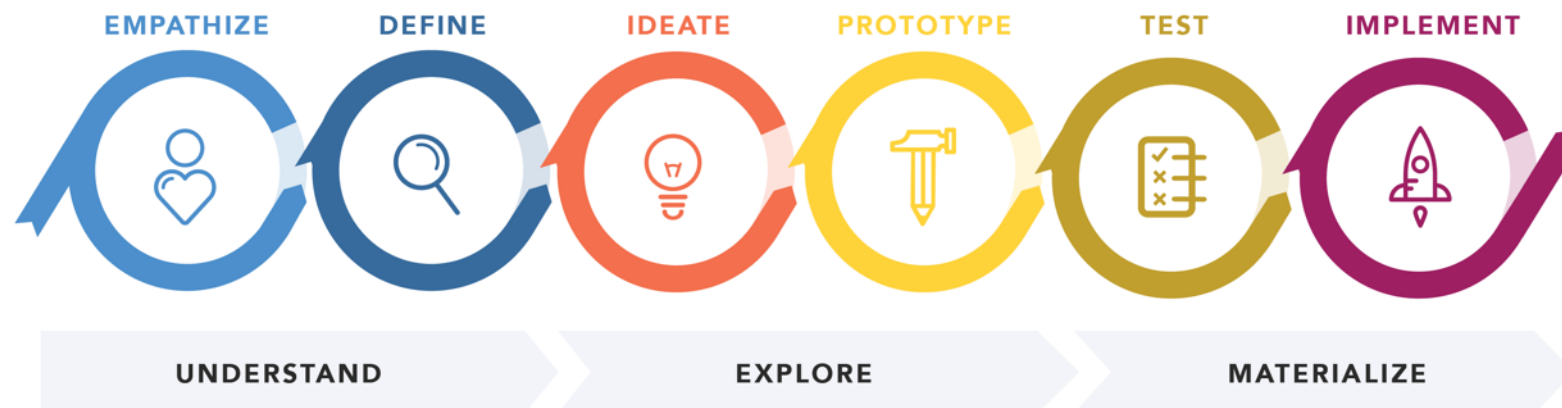 EMPATHIZE DEFINE IDEATE PROTOTYPE TEST IMPLEMENT
UNDERSTAND EXPLORE MATERIALIZE